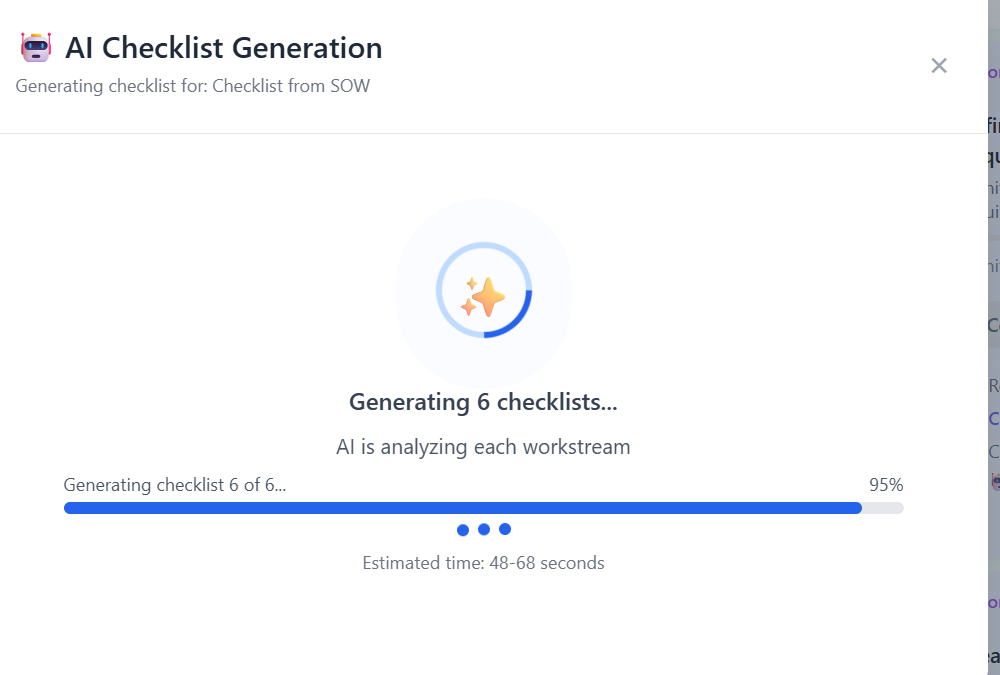 AI Checklist Generation
Generating checklist for: Checklist from SOW
Generating 6 checklists...
AI is analyzing each workstream
Generating checklist 6 of 6...
95%
Estimated time: 48-68 seconds